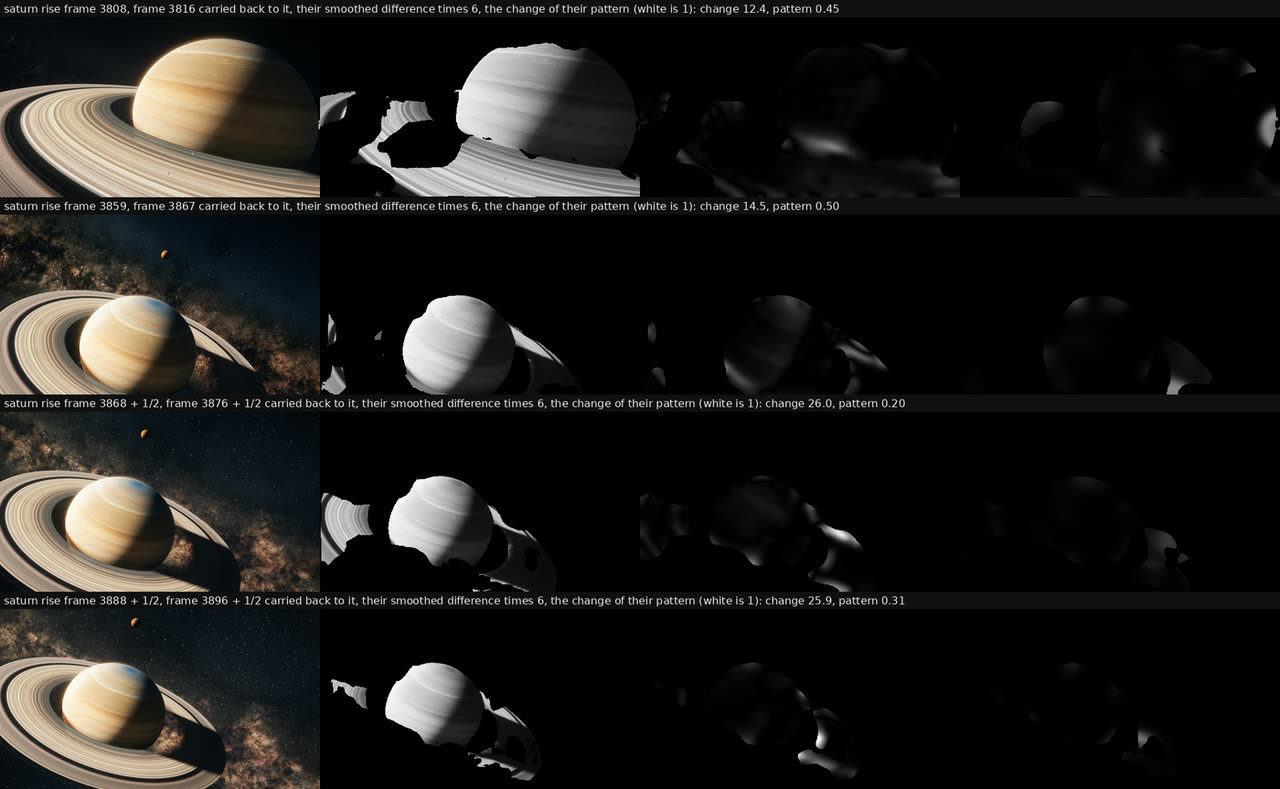 saturn rise frame 3808, frame 3816 carried back to it, their smoothed difference times 6, the change of their pattern (white is 1): change 12.4, pattern 0.45
saturn rise frame 3859, frame 3867 carried back to it, their smoothed difference times 6, the change of their pattern (white is 1): change 14.5, pattern 0.50
saturn rise frame 3868 + 1/2, frame 3876 + 1/2 carried back to it, their smoothed difference times 6, the change of their pattern (white is 1): change 26.0, pattern 0.20
saturn rise frame 3888 + 1/2, frame 3896 + 1/2 carried back to it, their smoothed difference times 6, the change of their pattern (white is 1): change 25.9, pattern 0.31